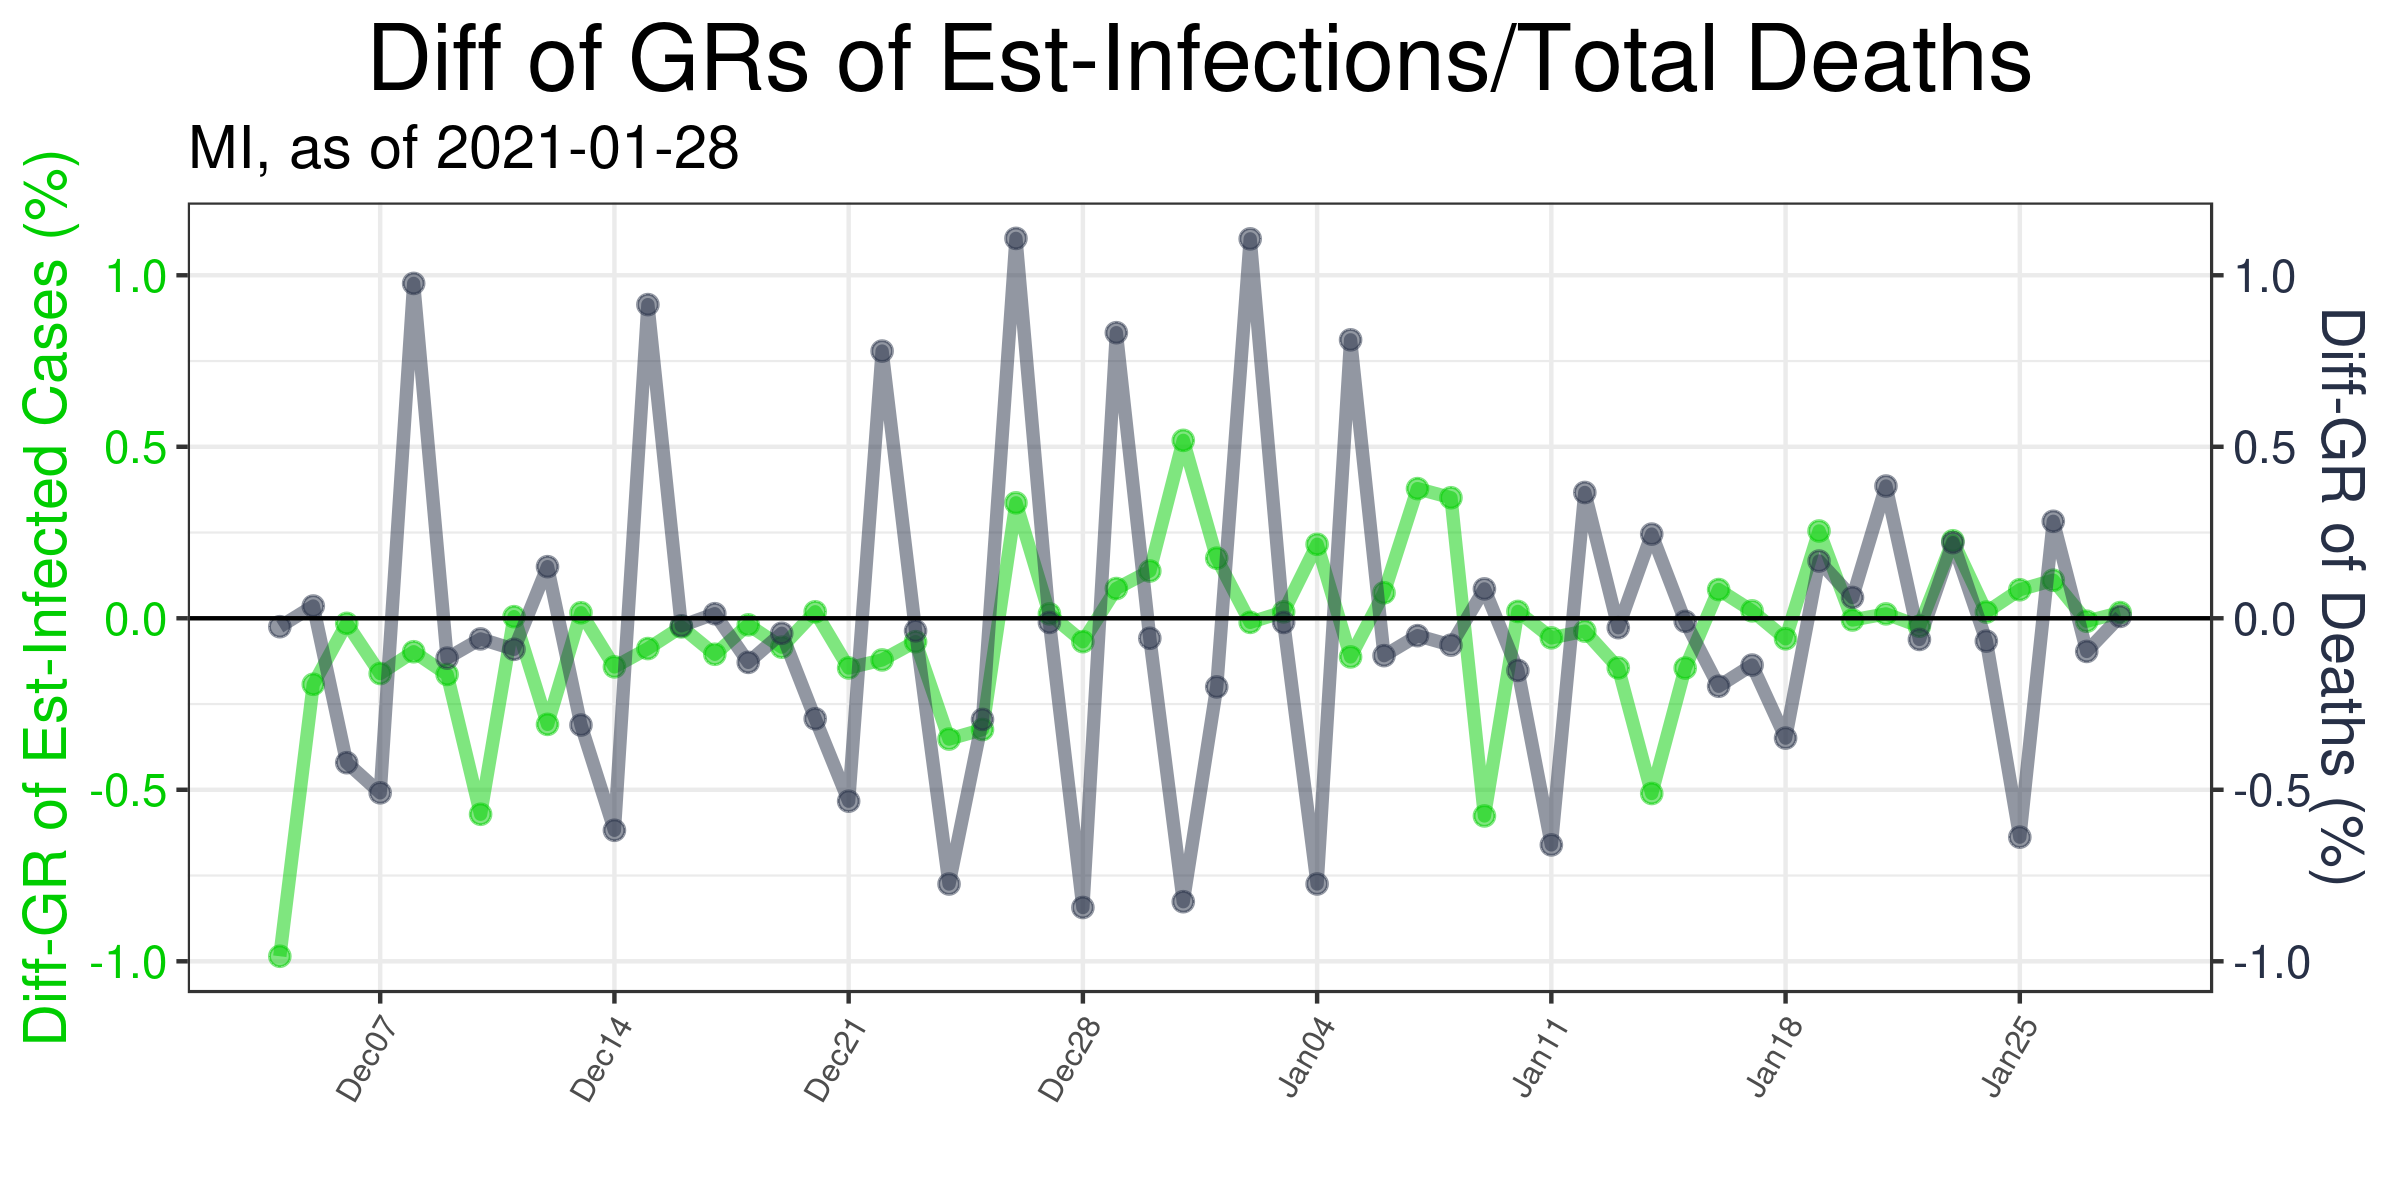 Diff of GRs of Est-Infections/Total Deaths
MI, as of 2021-01-28
Diff-GR of Est-Infected Cases (%)
1.0
0.5
0.0
-0.5
-1.0
1.0
0.5
0.0
-0.5
-1.0
Diff-GR of Deaths (%)
Dec07
Dec14
Dec21
Dec28
Jan04
Jan11
Jan18
Jan25